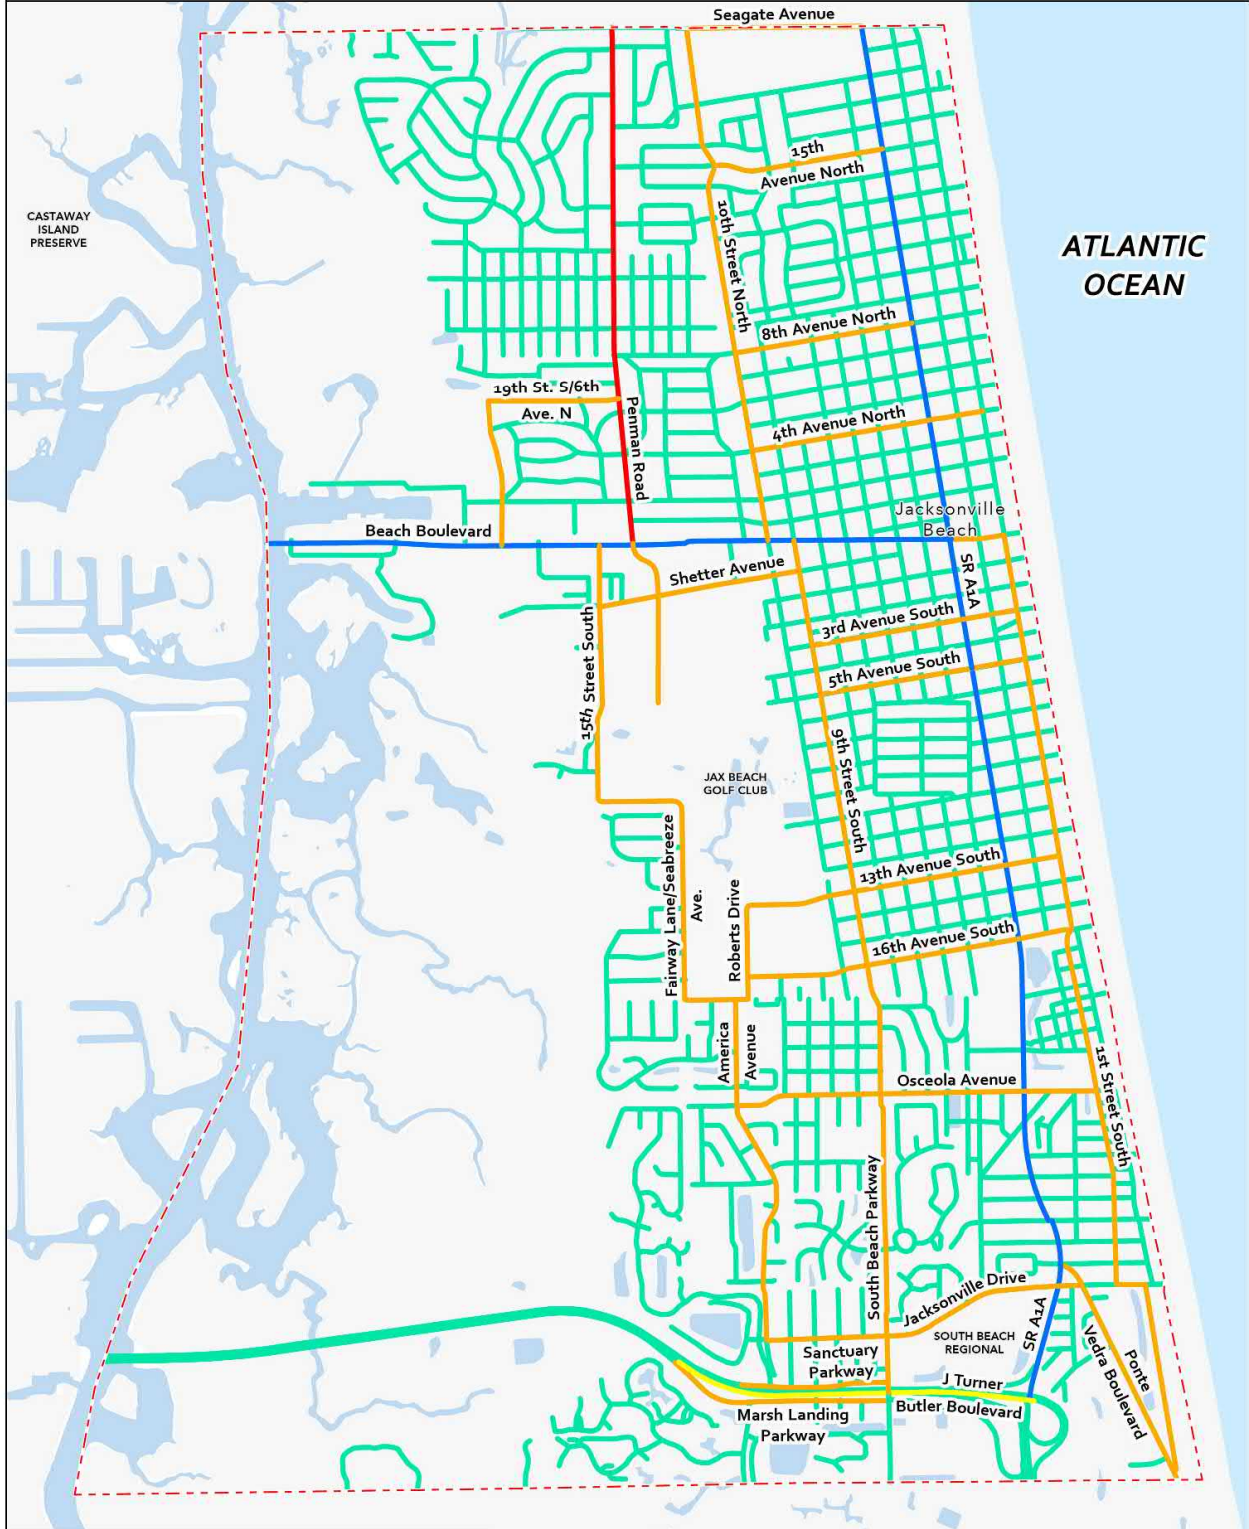 Seagate Avenue
15th
Avenue North
CASTAWAY
ISLAND
PRESERVE
10th Street North
ATLANTIC
OCEAN
8th Avenue North
19th St. S/6th
Ave. N
Penman Road
4th Avenue North
Jacksonville
Beach
Beach Boulevard
SR A1A
Shetter Avenue
3rd Avenue South
15th Street South
5th Avenue South
9th Street South
JAX BEACH
GOLF CLUB
Fairway Lane/Seabreeze
Ave.
Roberts Drive
13th Avenue South
16th Avenue South
America
Avenue
Osceola Avenue
1st Street South
South Beach Parkway
Jacksonville Drive
SOUTH BEACH
REGIONAL
SR A1A
Sanctuary
Parkway
Ponte
Vedra Boulevard
J Turner
Butler Boulevard
Marsh Landing
Parkway